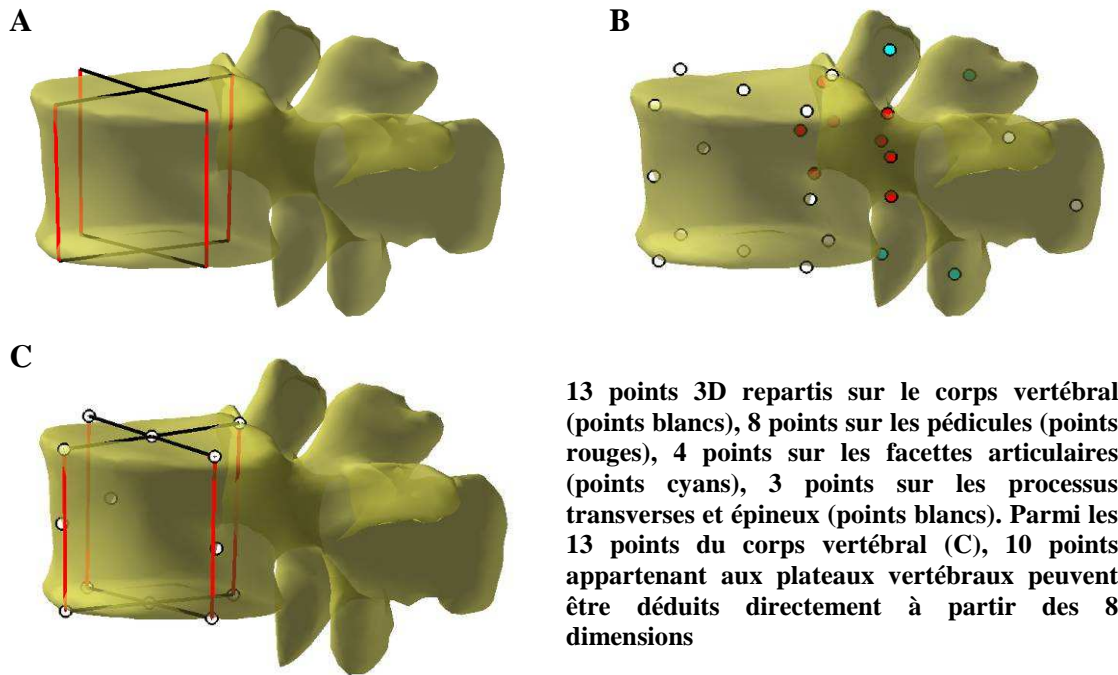 A
B
C
13 points 3D repartis sur le corps vertébral
(points blancs), 8 points sur les pédicules (points
rouges), 4 points sur les facettes articulaires
(points cyans), 3 points sur les processus
transverses et épineux (points blancs). Parmi les
13 points du corps vertébral (C), 10 points
appartenant aux plateaux vertébraux peuvent
être déduits directement à partir des 8
dimensions